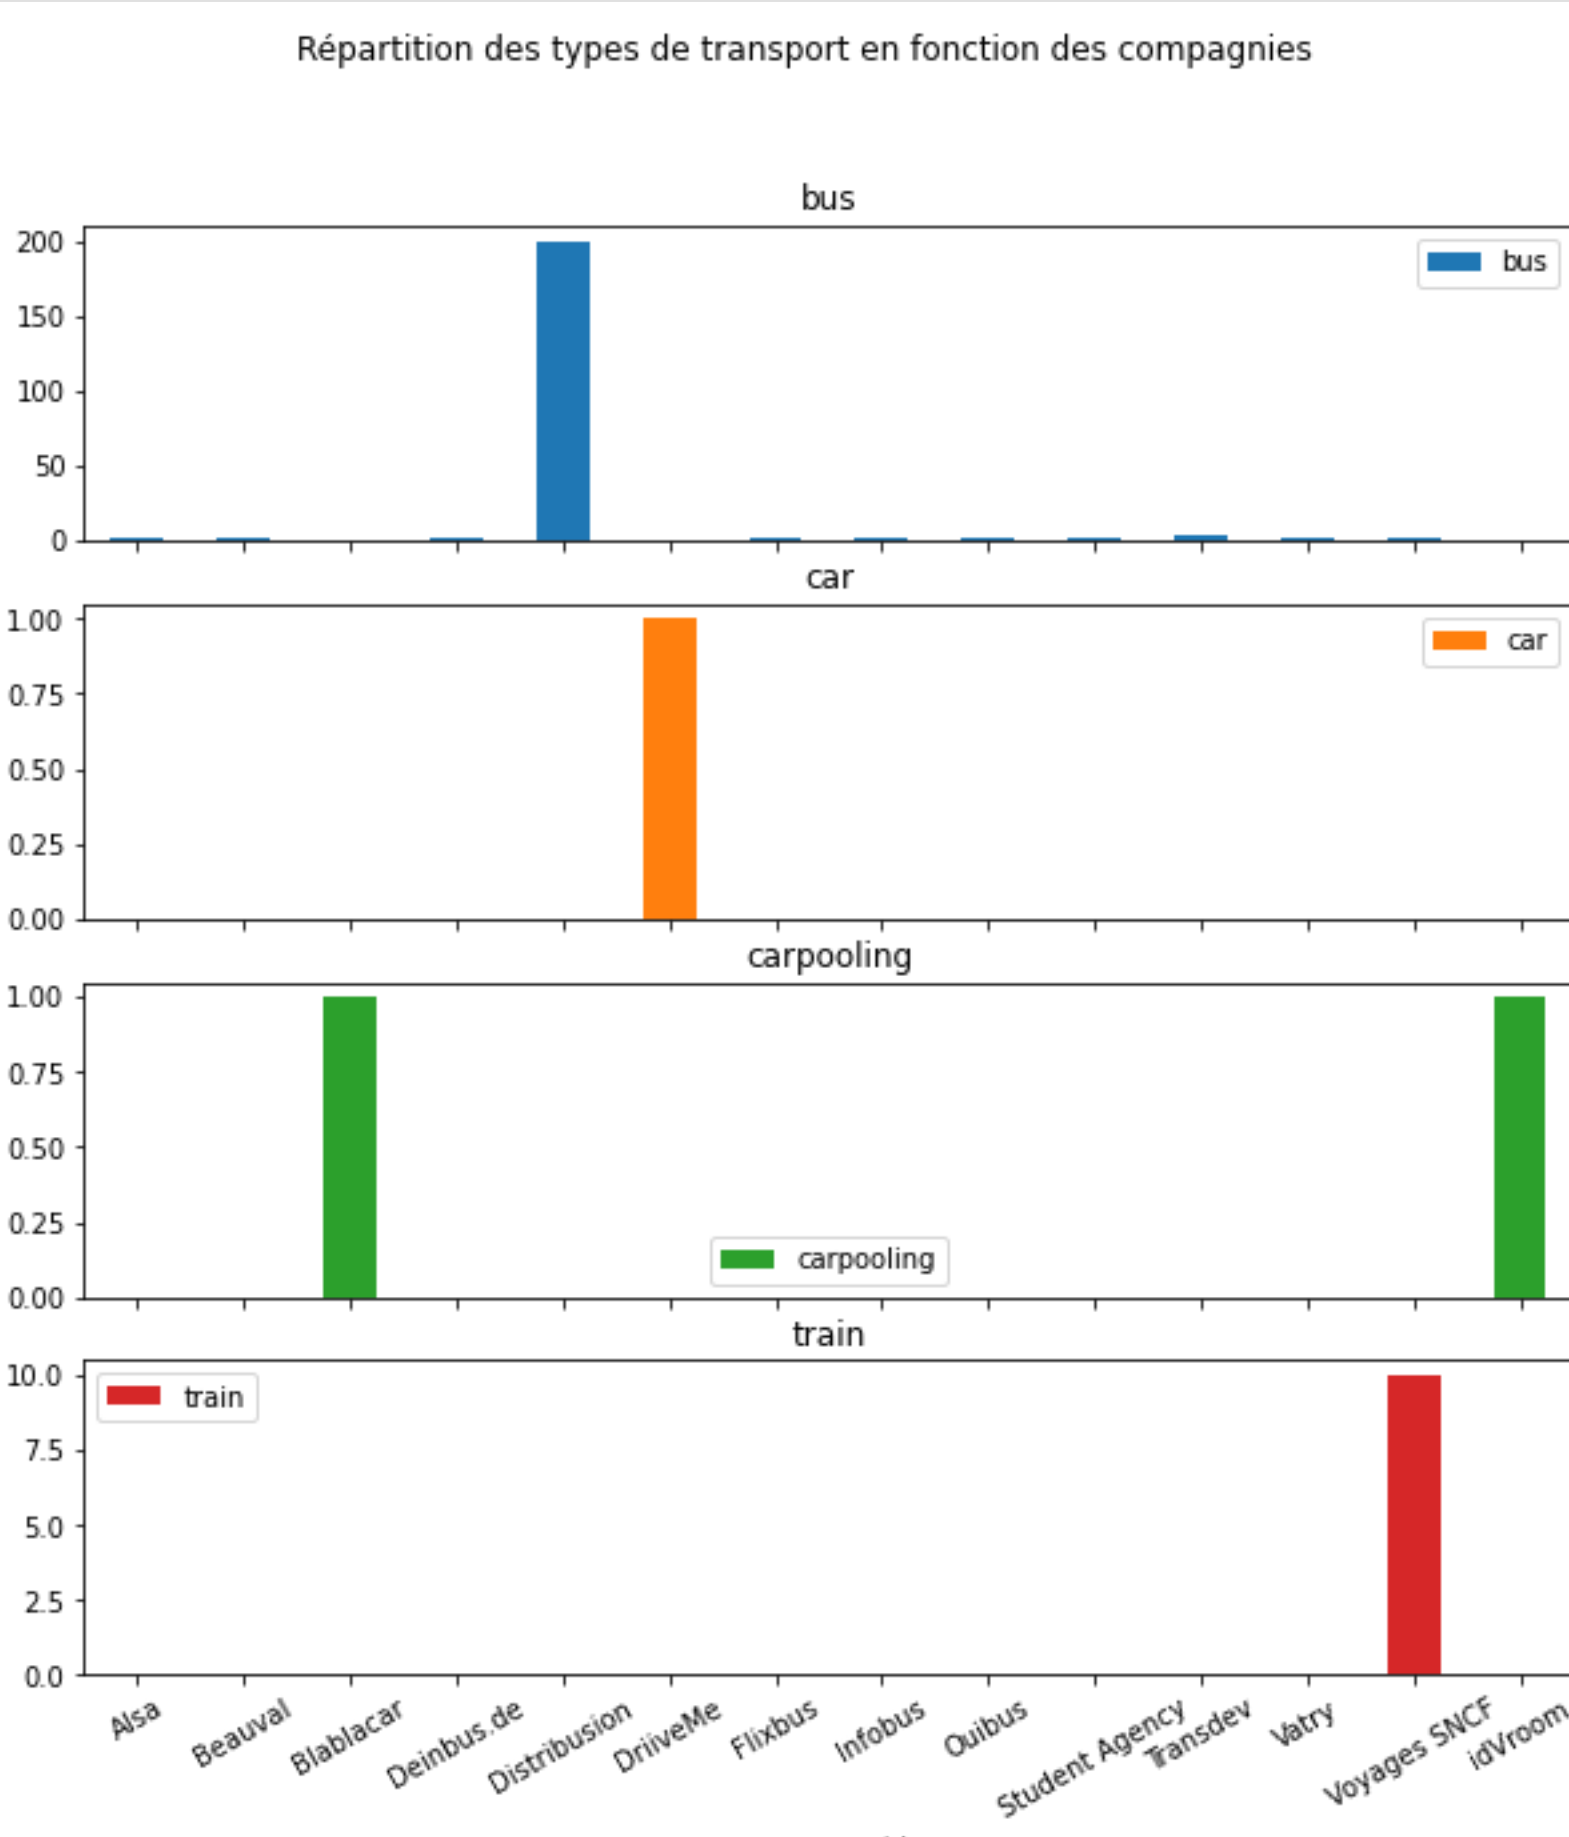 Répartition des types de transport en fonction des compagnies
bus
200
150
100
50
0
bus
car
1.00
0.75
0.50
0.25
0.00
car
carpooling
1.00
0.75
0.50
0.25
0.00
carpooling
train
10.0
7.5
5.0
2.5
0.0
train
Alsa
Beauval
Blablacar
Deinbus.de
Distribusion
DriiveMe
Flixbus
Infobus
Ouibus
Student Agency
Transdev
Vatry
Voyages SNCF
idVroom